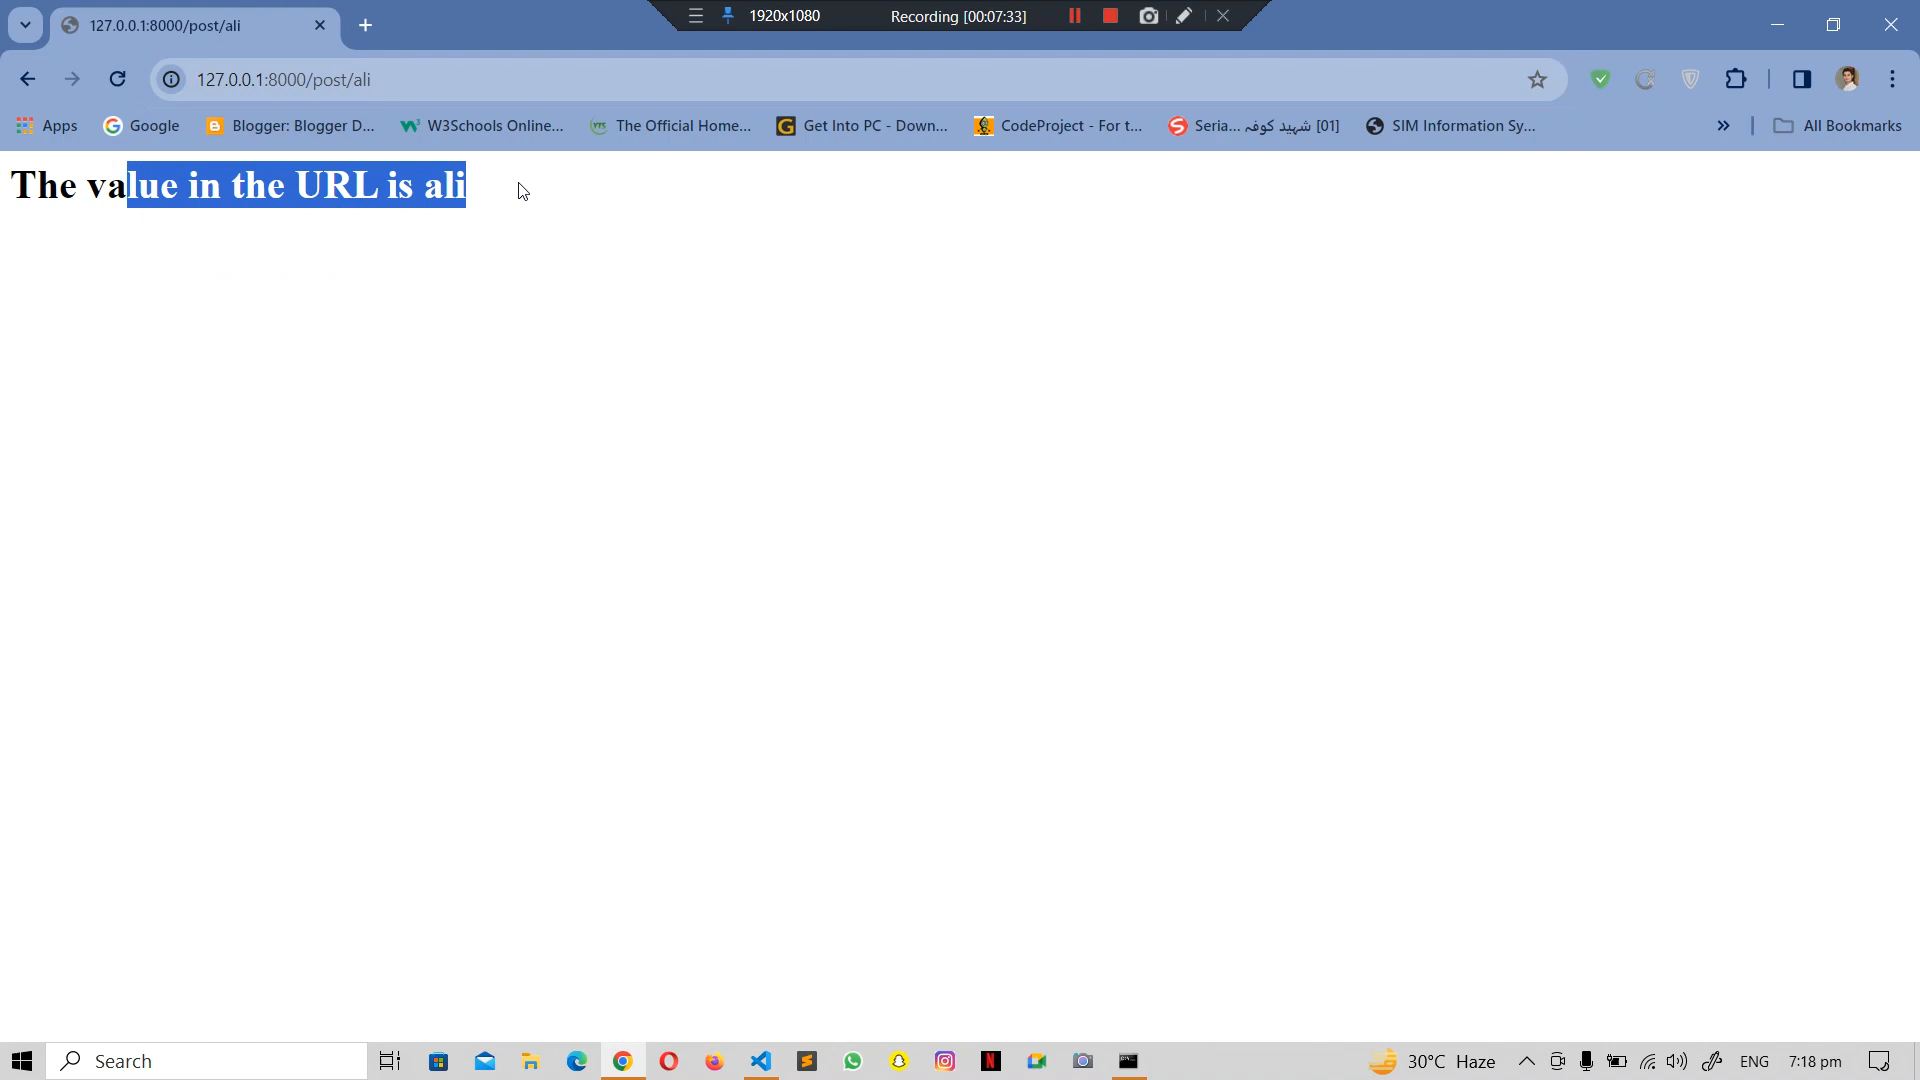 127.0.0.1:8000/post/ali
1920x1080
Recording [00:07:33]
127.0.0.1:8000/post/ali
Apps
Google
Blogger: Blogger D...
W3Schools Online...
The Official Home...
Get Into PC - Down...
CodeProject - For t...
Seria... شہید کوفہ [01]
SIM Information Sy...
All Bookmarks
The value in the URL is ali
Search
30°C Haze
ENG
7:18 pm